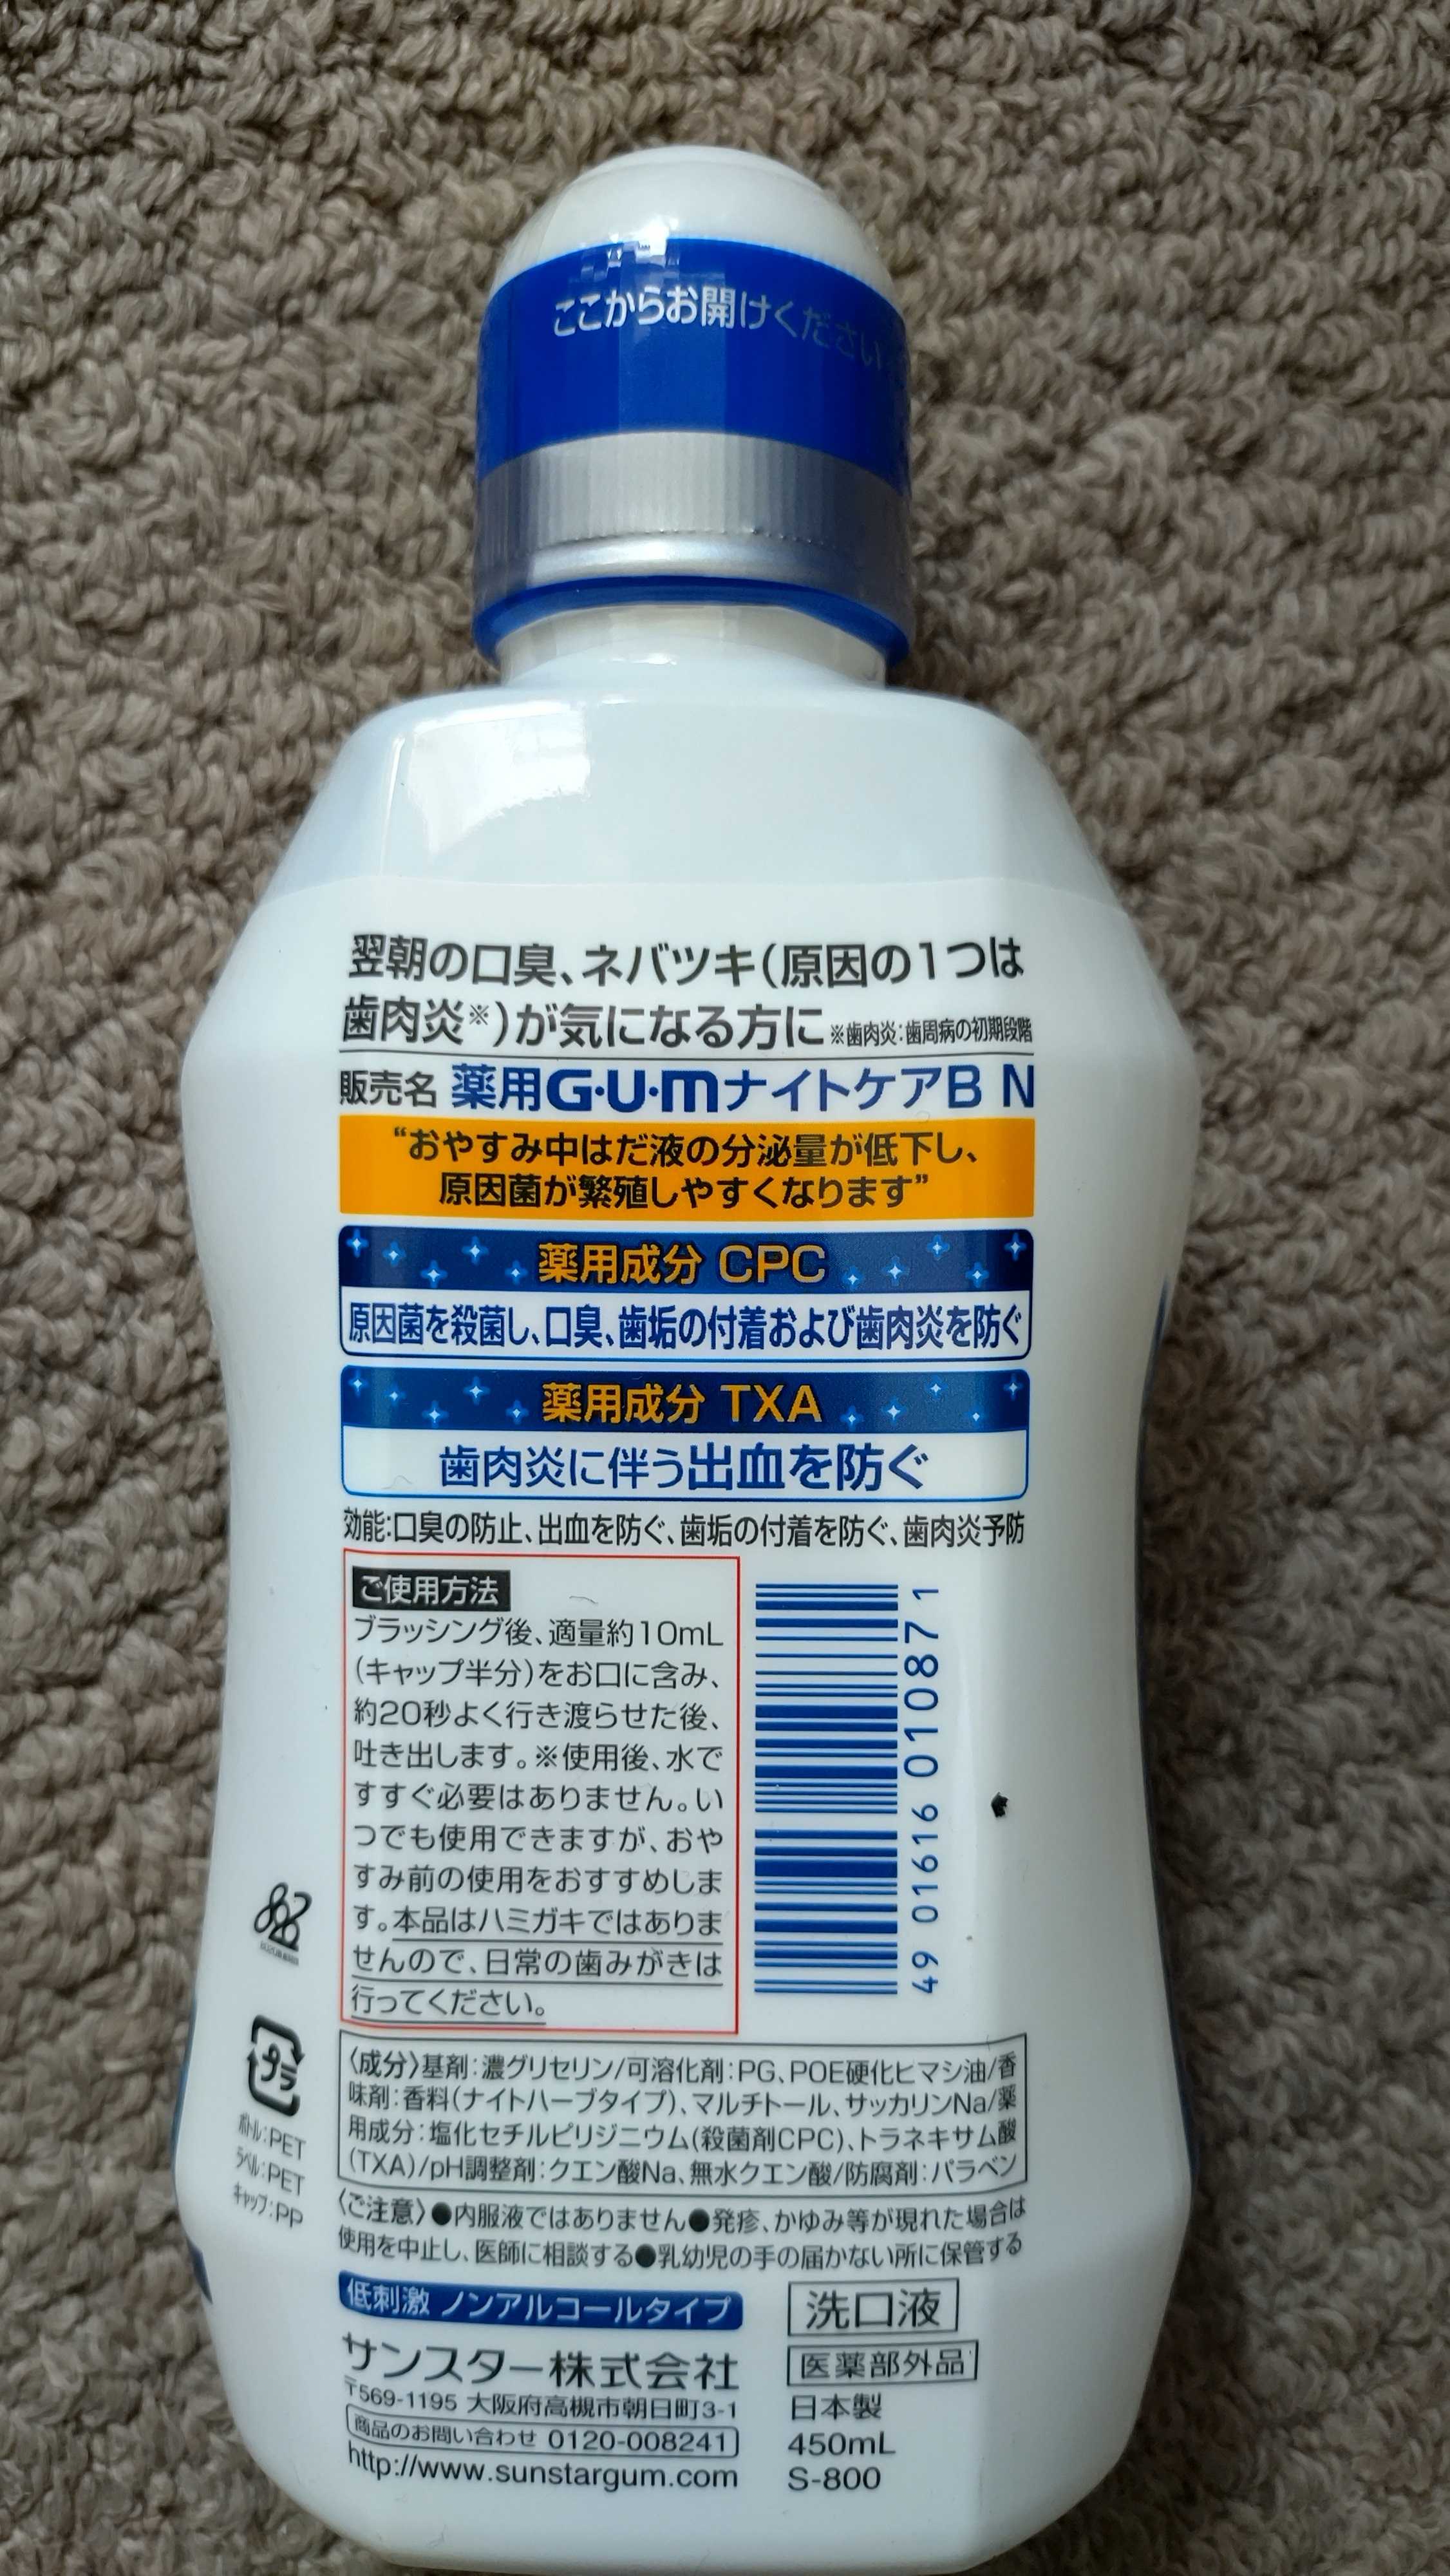 ここからお開けください
翌朝の口臭、ネバツキ(原因の1つは
歯肉炎※)が気になる方に ※歯肉炎:歯周病の初期段階
販売名 薬用G・U・mナイトケアB N
“おやすみ中はだ液の分泌量が低下し、
原因菌が繁殖しやすくなります”
薬用成分 CPC
原因菌を殺菌し、口臭、歯垢の付着および歯肉炎を防ぐ
薬用成分 TXA
歯肉炎に伴う出血を防ぐ
効能:口臭の防止、出血を防ぐ、歯垢の付着を防ぐ、歯肉炎予防
ご使用方法
ブラッシング後、適量約10mL
(キャップ半分)をお口に含み、
約20秒よく行き渡らせた後、
吐き出します。※使用後、水で
すすぐ必要はありません。い
つでも使用できますが、おや
すみ前の使用をおすすめしま
す。本品はハミガキではありま
せんので、日常の歯みがきは
行ってください。
49 01616 010871
プラ
ボトル:PET
ラベル:PET
キャップ:PP
〈成分〉基剤:濃グリセリン/可溶化剤:PG、POE硬化ヒマシ油/香
味剤:香料(ナイトハーブタイプ)、マルチトール、サッカリンNa/薬
用成分:塩化セチルピリジニウム(殺菌剤CPC)、トラネキサム酸
(TXA)/pH調整剤:クエン酸Na、無水クエン酸/防腐剤:パラベン
〈ご注意〉●内服液ではありません●発疹、かゆみ等が現れた場合は
使用を中止し、医師に相談する●乳幼児の手の届かない所に保管する
低刺激 ノンアルコールタイプ
サンスター株式会社
〒569-1195 大阪府高槻市朝日町3-1
商品のお問い合わせ 0120-008241
http://www.sunstargum.com
洗口液
医薬部外品
日本製
450mL
S-800